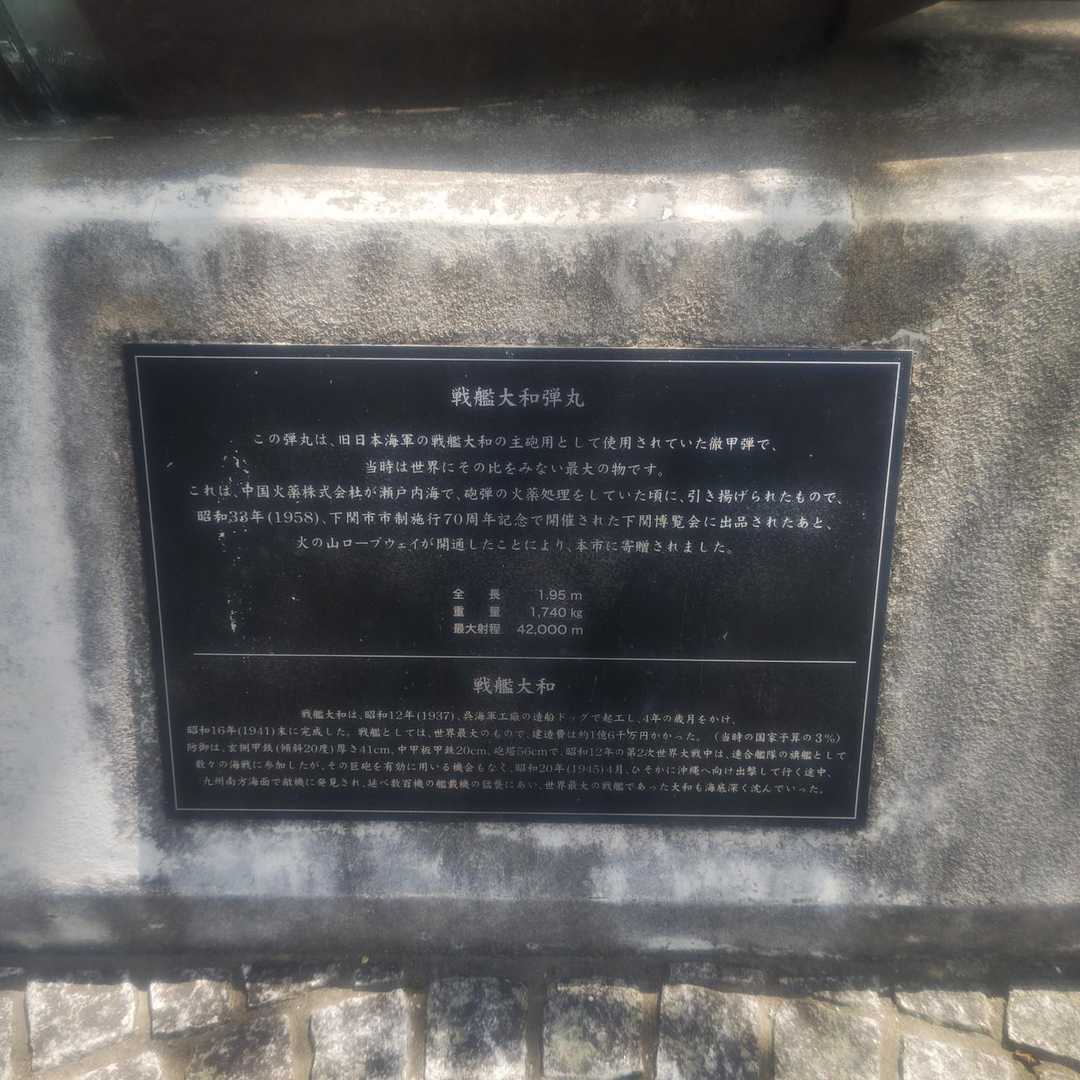 戦艦大和弾丸
この弾丸は、旧日本海軍の戦艦大和の主砲用として使用されていた徹甲弾で、
当時は世界にその比をみない最大の物です。
これは、中国火薬株式会社が瀬戸内海で、砲弾の火薬処理をしていた頃に、引き揚げられたもので、
昭和33年(1958)、下関市市制施行70周年記念で開催された下関博覧会に出品されたあと、
火の山ロープウェイが開通したことにより、本市に寄贈されました。
全 長 1.95 m
重 量 1,740 kg
最大射程 42,000 m
戦艦大和
戦艦大和は、昭和12年(1937)、呉海軍工廠の造船ドックで起工し、4年の歳月をかけ、
昭和16年(1941)末に完成した。戦艦としては、世界最大のもので、建造費は約1億6千万円かかった。(当時の国家予算の3%)
防御は、玄側甲鉄(傾斜20度)厚さ41cm、中甲板甲鉄20cm、砲塔56cmで、昭和12年の第2次世界大戦中は、連合艦隊の旗艦として
数々の海戦に参加したが、その巨砲を有効に用いる機会もなく、昭和20年(1945)4月、ひそかに沖縄へ向け出撃して行く途中、
九州南方海面で敵機に発見され、延べ数百機の艦載機の猛襲にあい、世界最大の戦艦であった大和も海底深く沈んでいった。